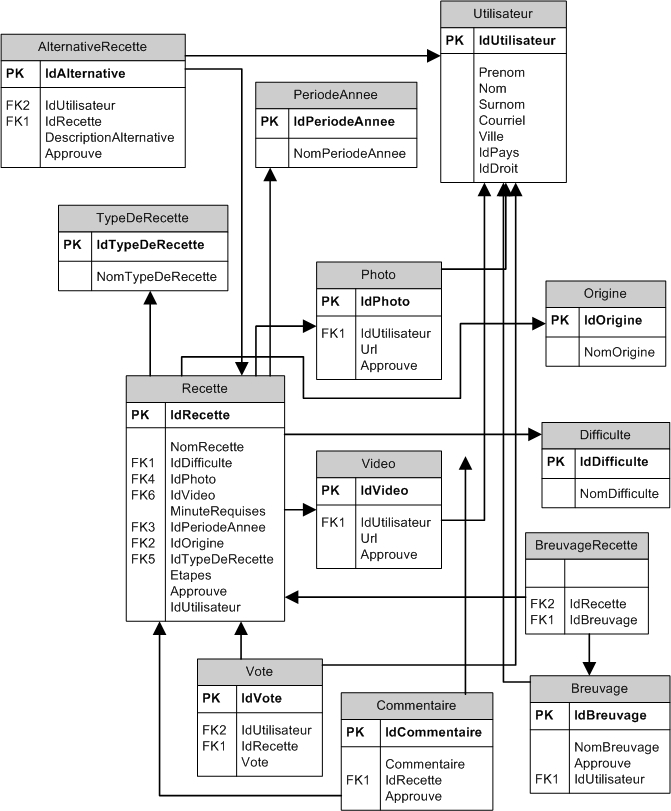 Utilisateur
PK IdUtilisateur
Prenom
Nom
Surnom
Courriel
Ville
IdPays
IdDroit
AlternativeRecette
PK IdAlternative
FK2 IdUtilisateur
FK1 IdRecette
DescriptionAlternative
Approuve
PeriodeAnnee
PK IdPeriodeAnnee
NomPeriodeAnnee
TypeDeRecette
PK IdTypeDeRecette
NomTypeDeRecette
Photo
PK IdPhoto
FK1 IdUtilisateur
Url
Approuve
Origine
PK IdOrigine
NomOrigine
Recette
PK IdRecette
NomRecette
FK1 IdDifficulte
FK4 IdPhoto
FK6 IdVideo
MinuteRequises
FK3 IdPeriodeAnnee
FK2 IdOrigine
FK5 IdTypeDeRecette
Etapes
Approuve
IdUtilisateur
Difficulte
PK IdDifficulte
NomDifficulte
Video
PK IdVideo
FK1 IdUtilisateur
Url
Approuve
BreuvageRecette
FK2 IdRecette
FK1 IdBreuvage
Vote
PK IdVote
FK2 IdUtilisateur
FK1 IdRecette
Vote
Commentaire
PK IdCommentaire
Commentaire
FK1 IdRecette
Approuve
Breuvage
PK IdBreuvage
NomBreuvage
Approuve
FK1 IdUtilisateur